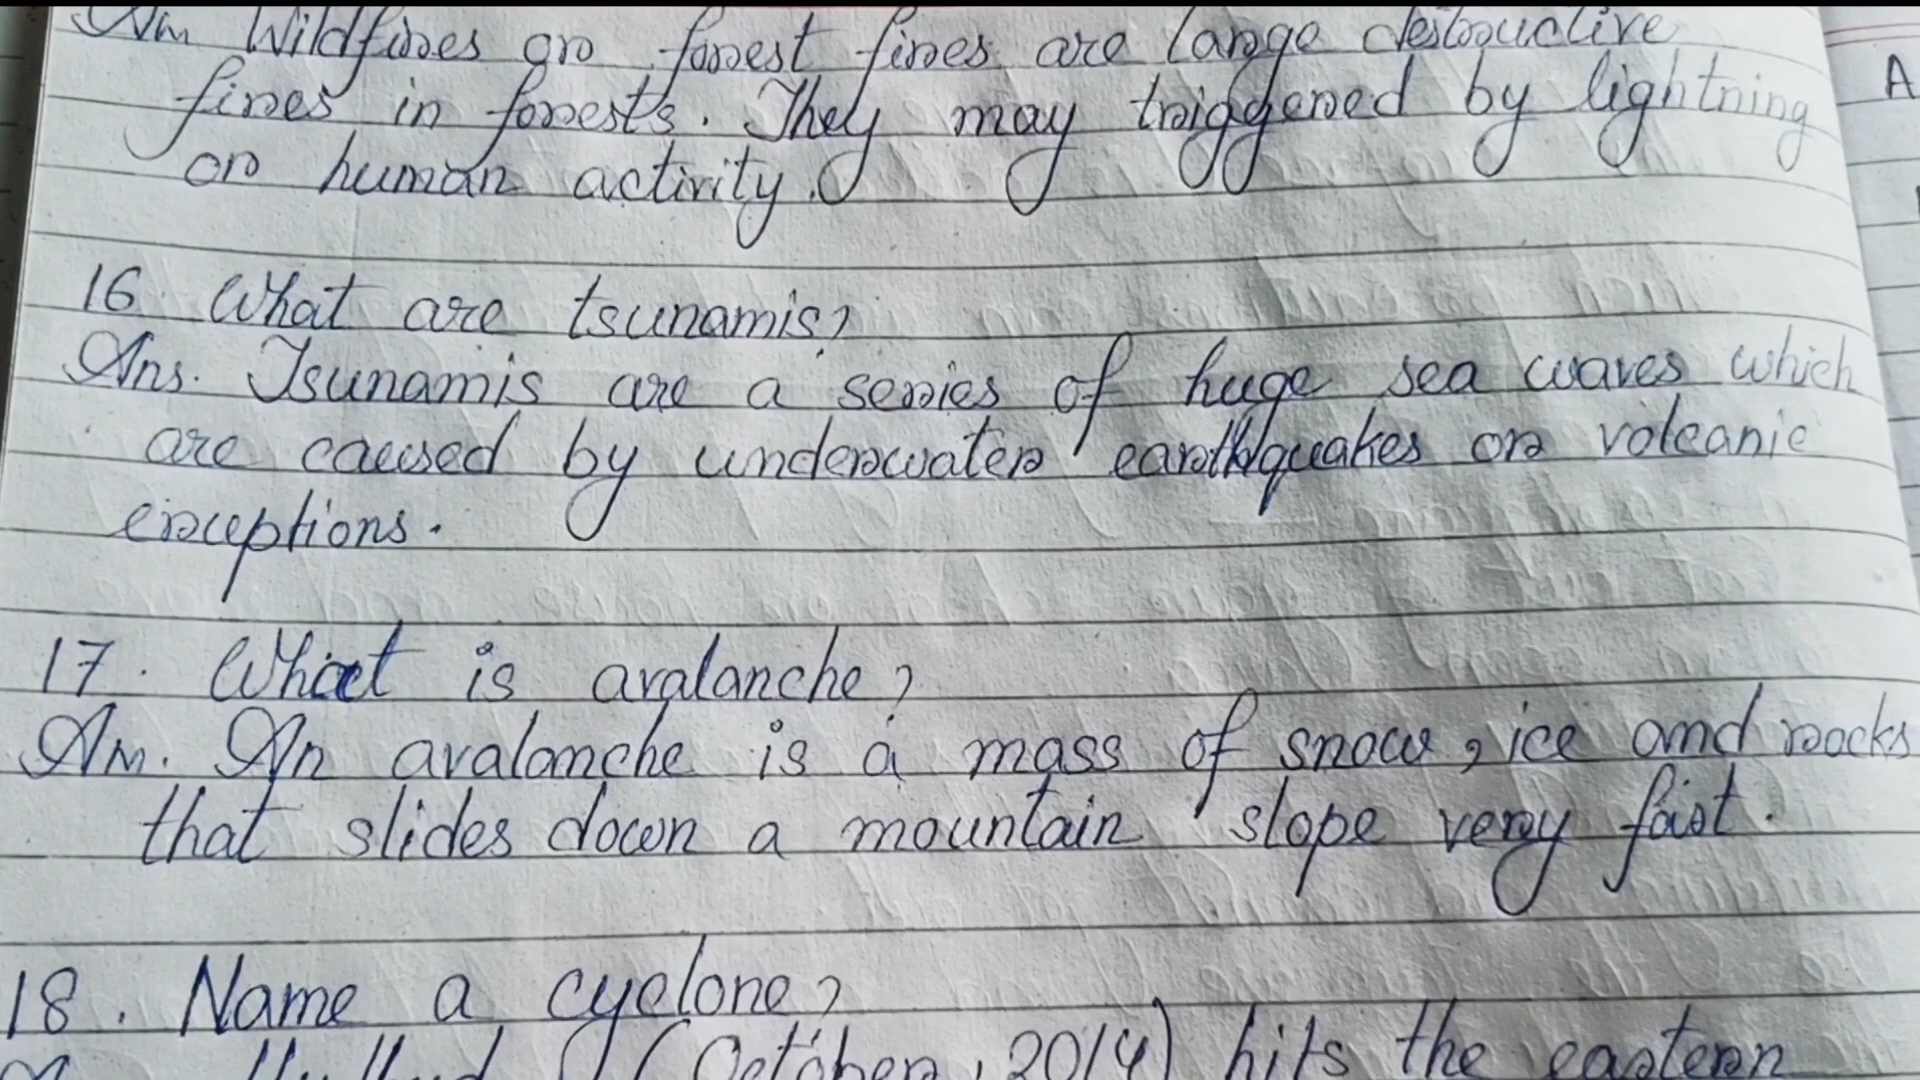 Ans Wildfires or forest fires are large destructive
fires in forests. They may triggered by lightning
or human activity.
16. What are tsunamis?
Ans. Tsunamis are a series of huge sea waves which
are caused by underwater earthquakes or volcanic
eruptions.
17. What is avalanche?
Ans. An avalanche is a mass of snow, ice and rocks
that slides down a mountain slope very fast.
18. Name a cyclone?
Hudhud (October, 2014) hits the eastern
A